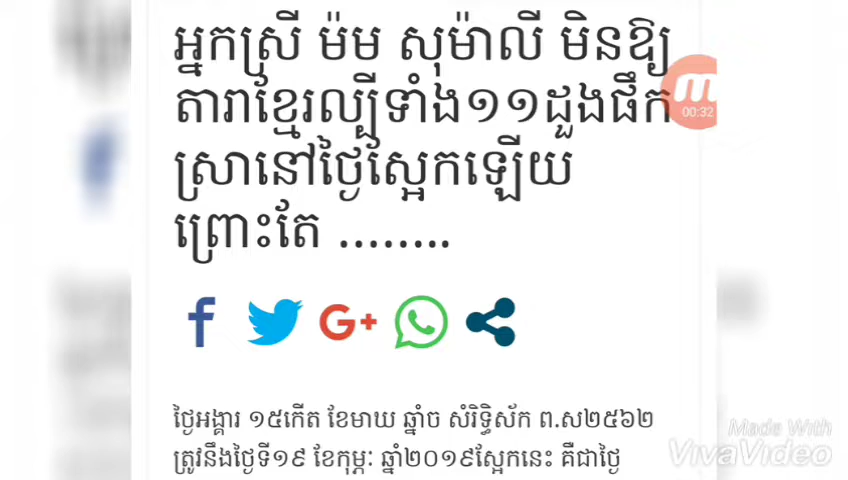 អ្នកស្រី ម៉ម សុម៉ាលី មិនឱ្យ
តារាខ្មែរល្បីទាំង១១ដួងផឹក
ស្រានៅថ្ងៃស្អែកឡើយ
ព្រោះតែ ........
00:32
ថ្ងៃអង្គារ ១៥កើត ខែមាឃ ឆ្នាំច សំរិទ្ធិស័ក ព.ស២៥៦២
ត្រូវនឹងថ្ងៃទី១៩ ខែកុម្ភៈ ឆ្នាំ២០១៩ស្អែកនេះ គឺជាថ្ងៃ
Made With
VivaVideo